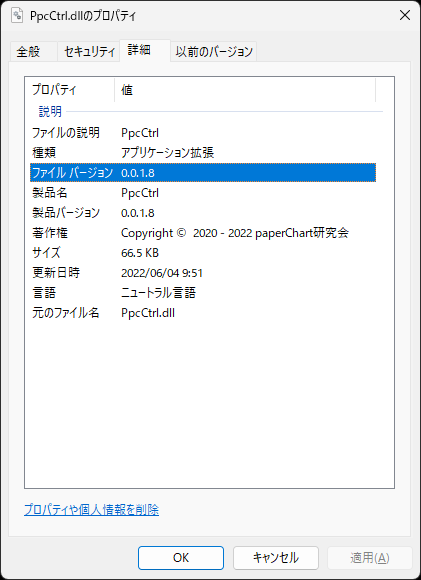 PpcCtrl.dllのプロパティ
全般 セキュリティ 詳細 以前のバージョン
プロパティ 値
説明
ファイルの説明 PpcCtrl
種類 アプリケーション拡張
ファイル バージョン 0.0.1.8
製品名 PpcCtrl
製品バージョン 0.0.1.8
著作権 Copyright © 2020 - 2022 paperChart研究会
サイズ 66.5 KB
更新日時 2022/06/04 9:51
言語 ニュートラル言語
元のファイル名 PpcCtrl.dll
プロパティや個人情報を削除
OK キャンセル 適用(A)